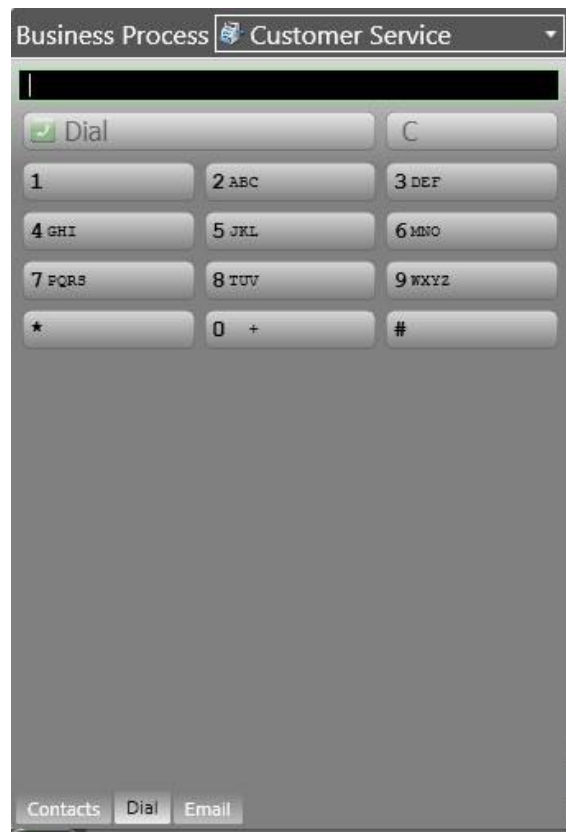 Business Process Customer Service
Dial C
1 2 ABC 3 DEF
4 GHI 5 JKL 6 MNO
7 PQRS 8 TUV 9 WXYZ
* 0 + #
Contacts Dial Email